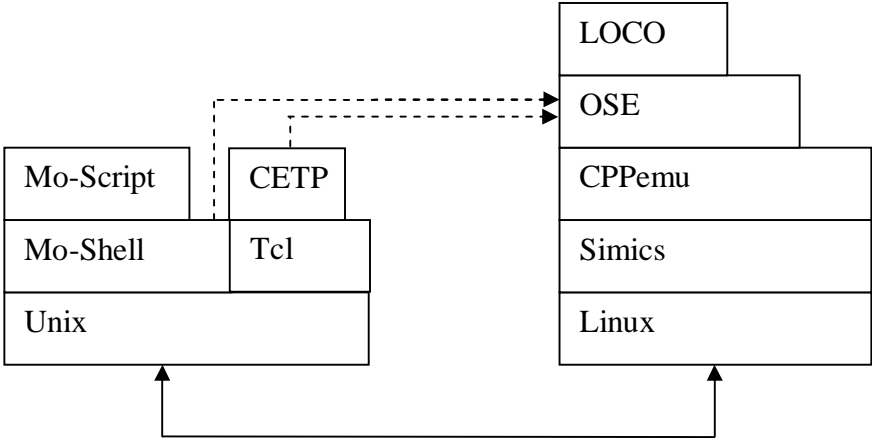 LOCO
OSE
Mo-Script
CETP
CPPemu
Mo-Shell
Tcl
Simics
Unix
Linux